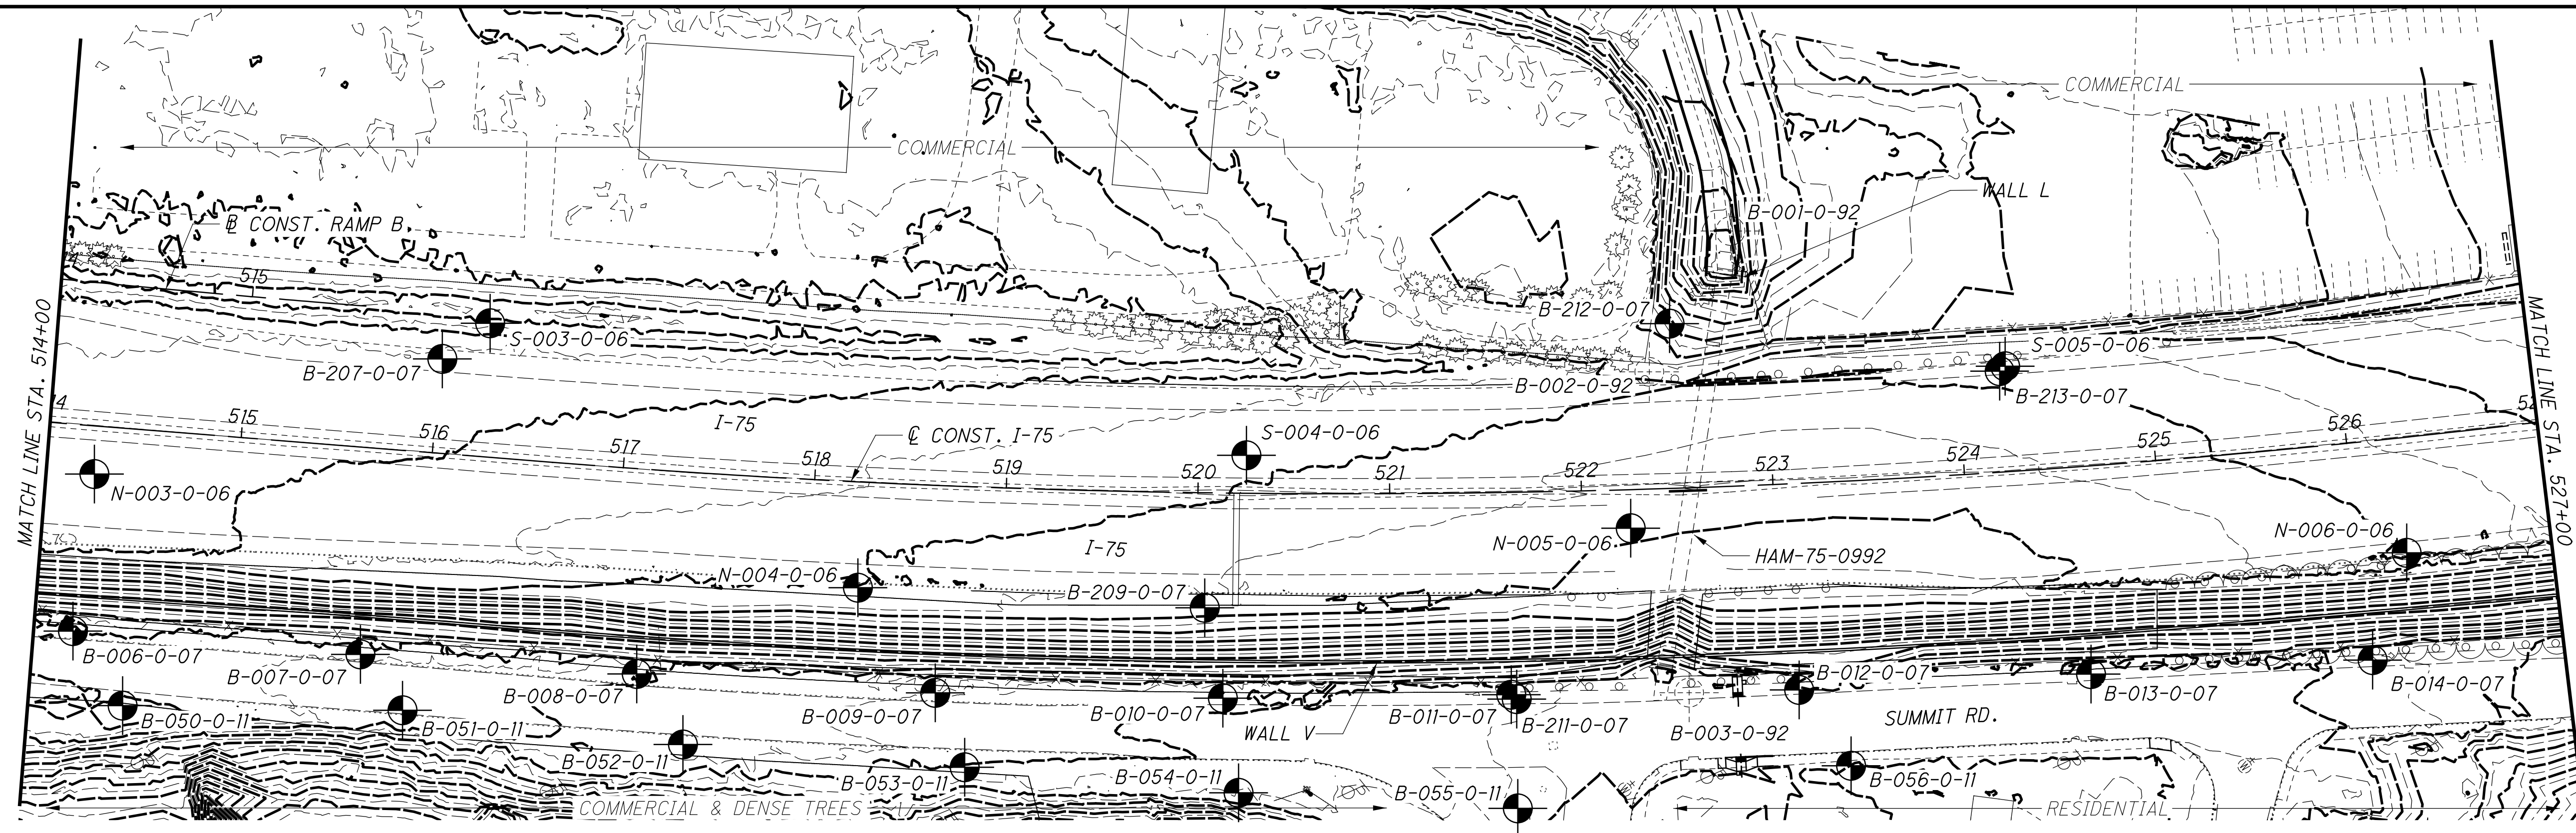 COMMERCIAL
COMMERCIAL
WALL L
B-001-0-92
℄ CONST. RAMP B
515
B-212-0-07
S-003-0-06
S-005-0-06
B-207-0-07
B-002-0-92
B-213-0-07
MATCH LINE STA. 514+00
MATCH LINE STA. 527+00
515
516
I-75
℄ CONST. I-75
S-004-0-06
517
518
519
520
521
522
523
524
525
526
N-003-0-06
N-005-0-06
N-006-0-06
I-75
HAM-75-0992
N-004-0-06
B-209-0-07
B-006-0-07
B-007-0-07
B-008-0-07
B-009-0-07
B-010-0-07
B-011-0-07
B-211-0-07
B-012-0-07
B-013-0-07
B-014-0-07
SUMMIT RD.
WALL V
B-003-0-92
B-050-0-11
B-051-0-11
B-052-0-11
B-053-0-11
B-054-0-11
B-055-0-11
B-056-0-11
COMMERCIAL & DENSE TREES
RESIDENTIAL